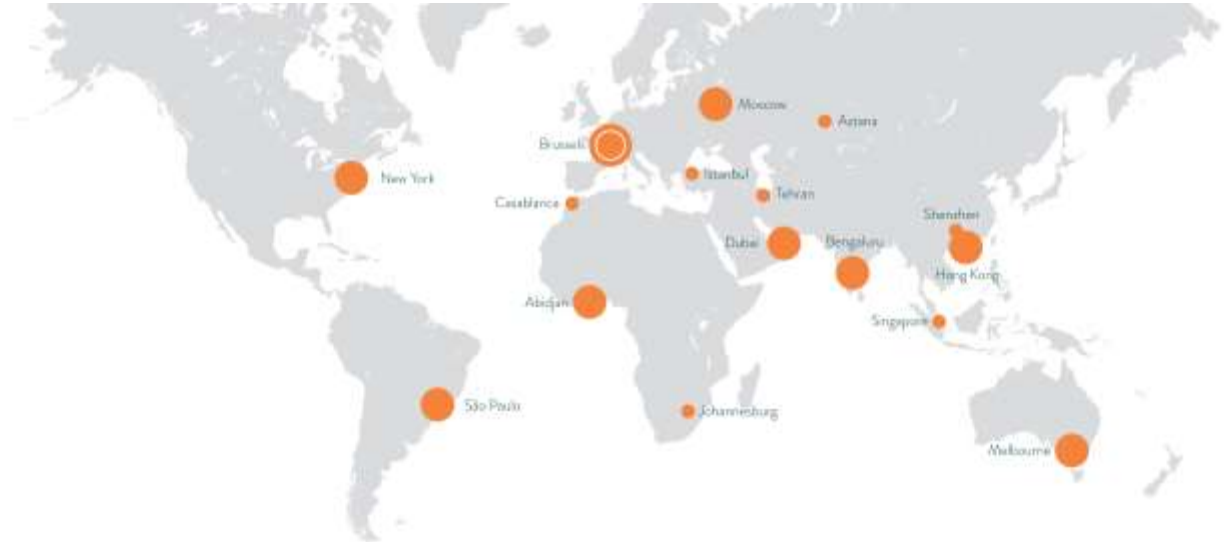 Moscow
Astana
Brussels
Istanbul
New York
Tehran
Casablanca
Shenzhen
Dubai
Bengaluru
Hong Kong
Abidjan
Singapore
São Paulo
Johannesburg
Melbourne